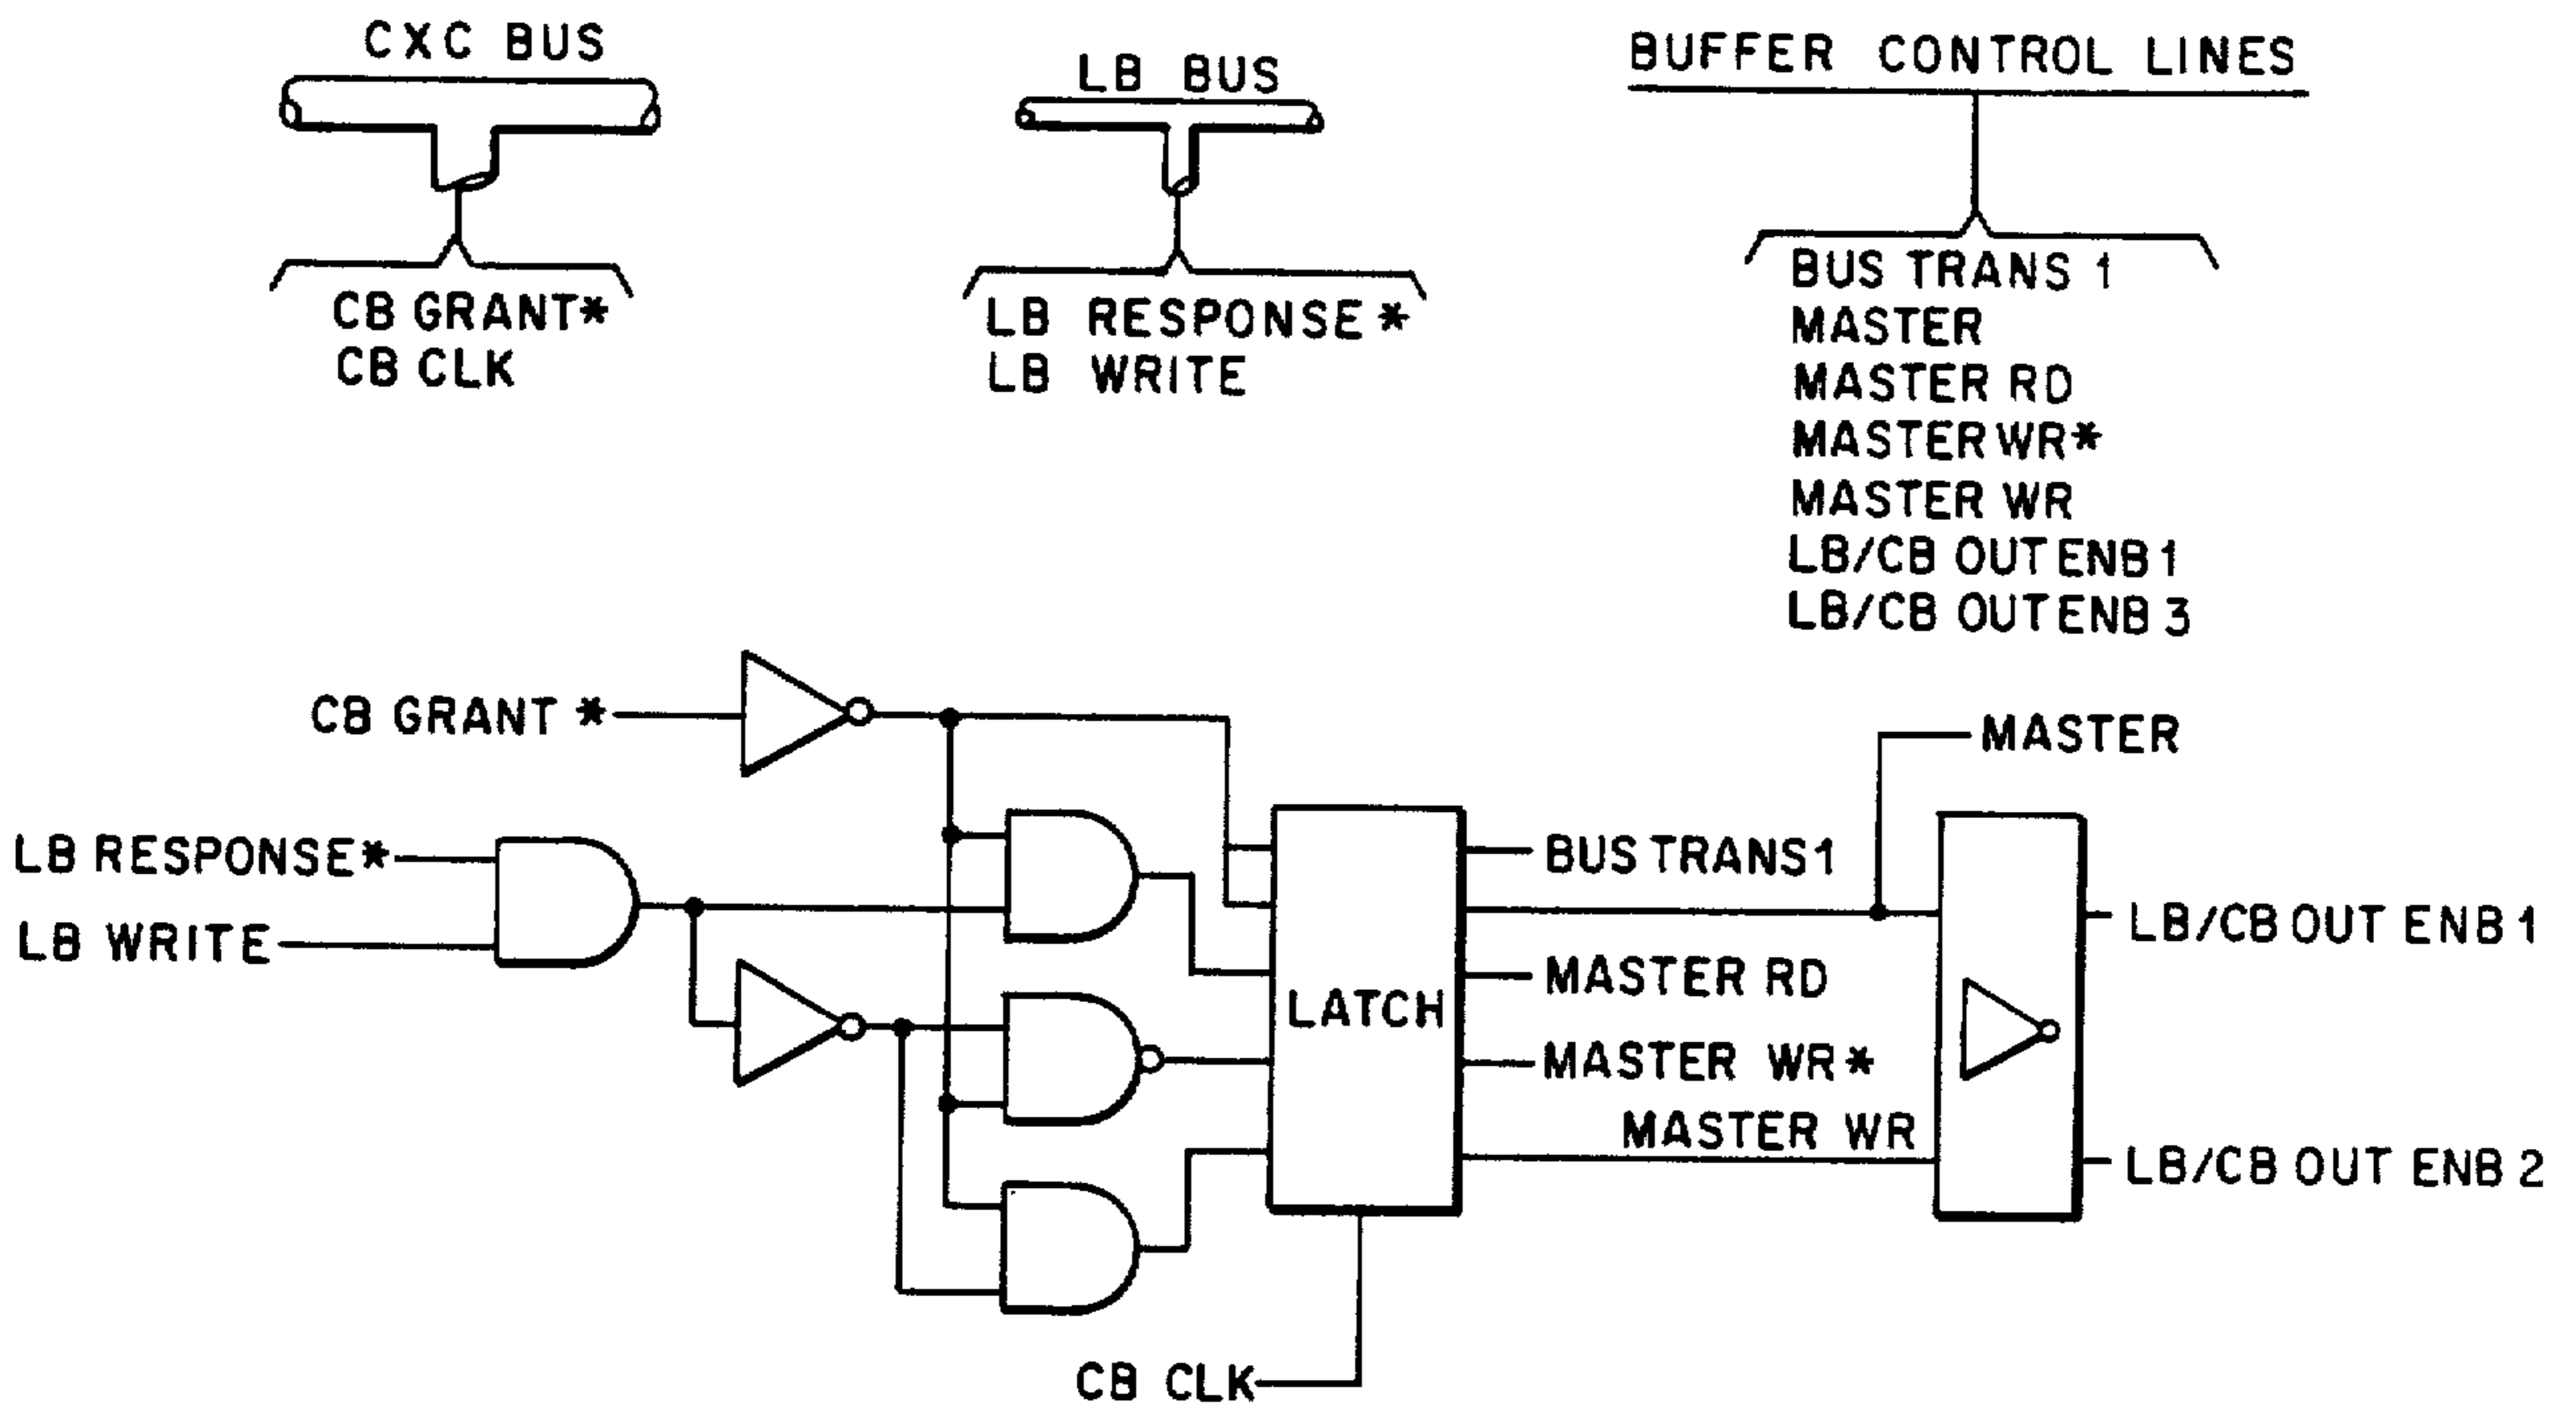 CXC BUS
CB GRANT*
CB CLK
LB BUS
LB RESPONSE*
LB WRITE
BUFFER CONTROL LINES
BUS TRANS 1
MASTER
MASTER RD
MASTER WR*
MASTER WR
LB/CB OUT ENB 1
LB/CB OUT ENB 3
CB GRANT *
LB RESPONSE*
LB WRITE
LATCH
CB CLK
BUS TRANS 1
MASTER
MASTER RD
MASTER WR*
MASTER WR
LB/CB OUT ENB 1
LB/CB OUT ENB 2